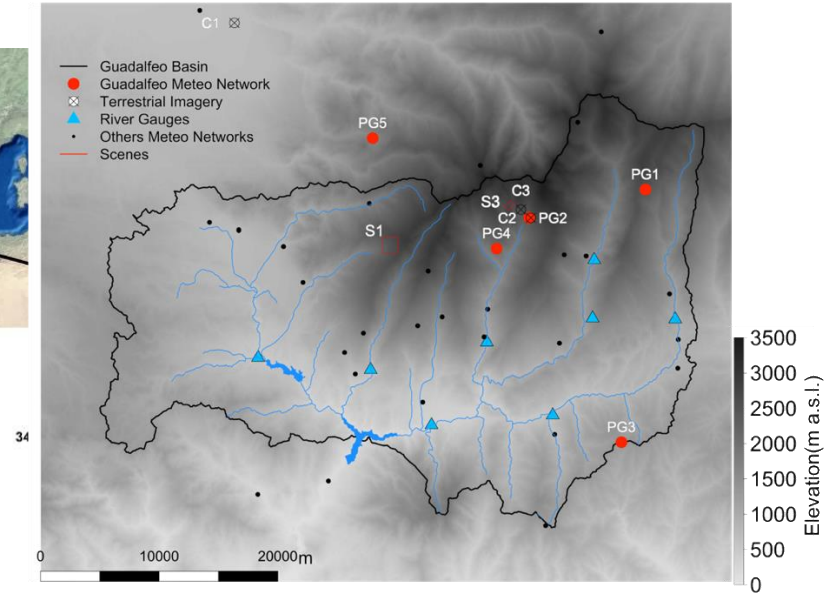 C1
Guadalfeo Basin
Guadalfeo Meteo Network
Terrestrial Imagery
River Gauges
Others Meteo Networks
Scenes
PG5
PG1
C3
S3
C2
PG2
S1
PG4
PG3
34
0
10000
20000m
3500
3000
2500
2000
1500
1000
500
0
Elevation(m a.s.l.)